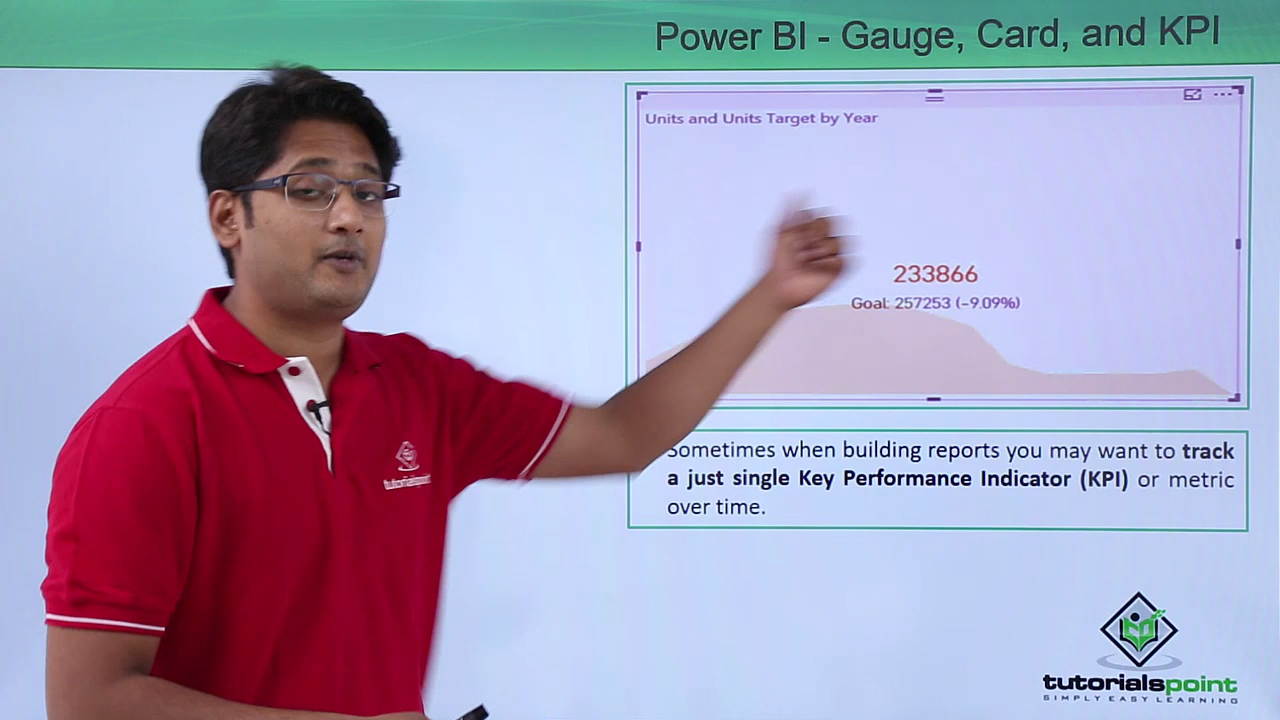 Power BI - Gauge, Card, and KPI
Units and Units Target by Year
233866
Goal: 257253 (-9.09%)
Sometimes when building reports you may want to track
a just single Key Performance Indicator (KPI) or metric
over time.
tutorialspoint
tutorialspoint
SIMPLY EASY LEARNING